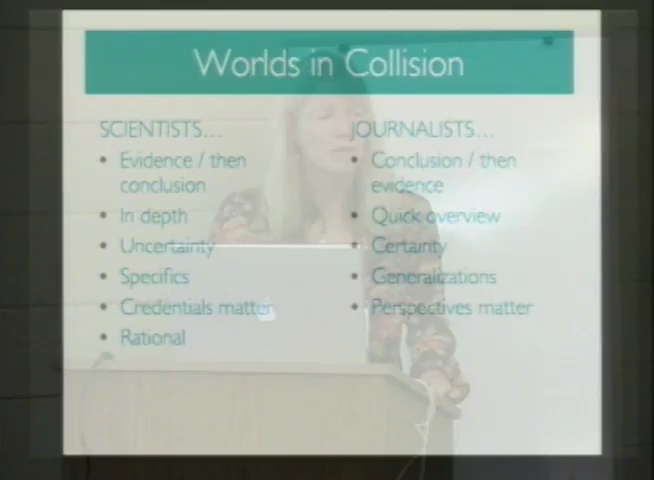 Worlds in Collision
SCIENTISTS...
• Evidence / then
conclusion
• In depth
• Uncertainty
• Specifics
• Credentials matter
• Rational
JOURNALISTS...
• Conclusion / then
evidence
• Quick overview
• Certainty
• Generalizations
• Perspectives matter